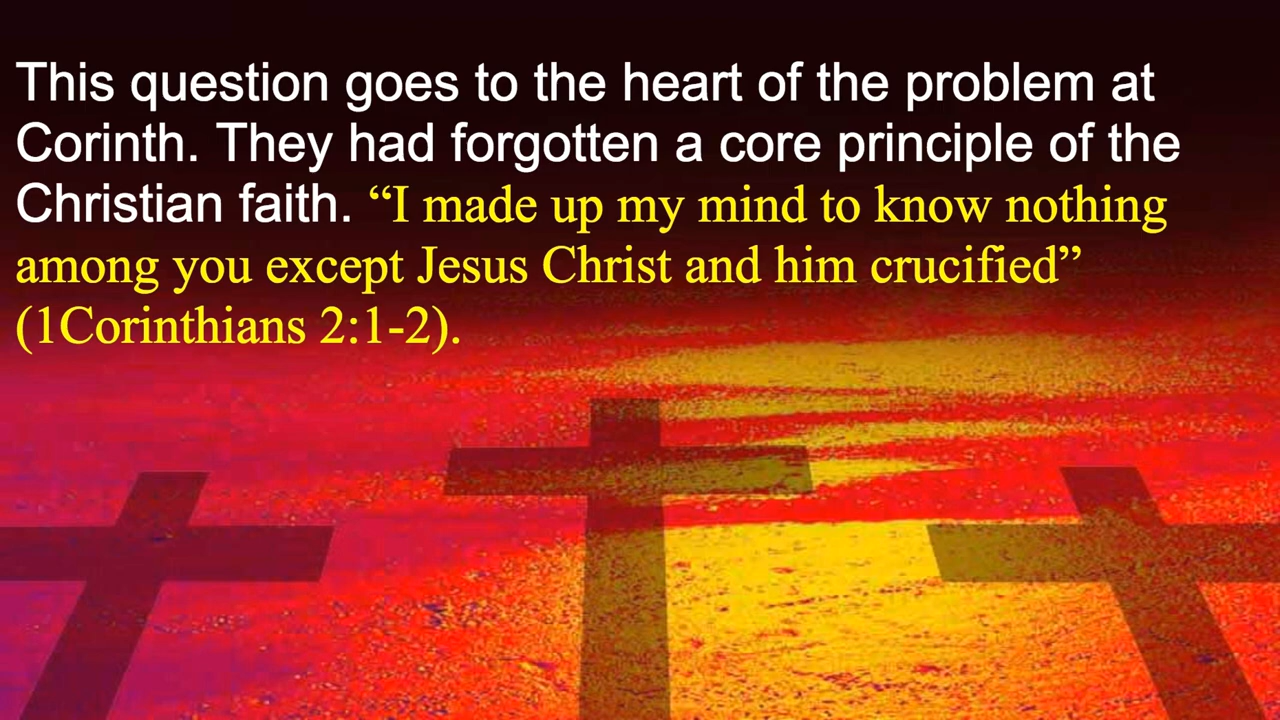 This question goes to the heart of the problem at
Corinth. They had forgotten a core principle of the
Christian faith. “I made up my mind to know nothing
among you except Jesus Christ and him crucified”
(1Corinthians 2:1-2).